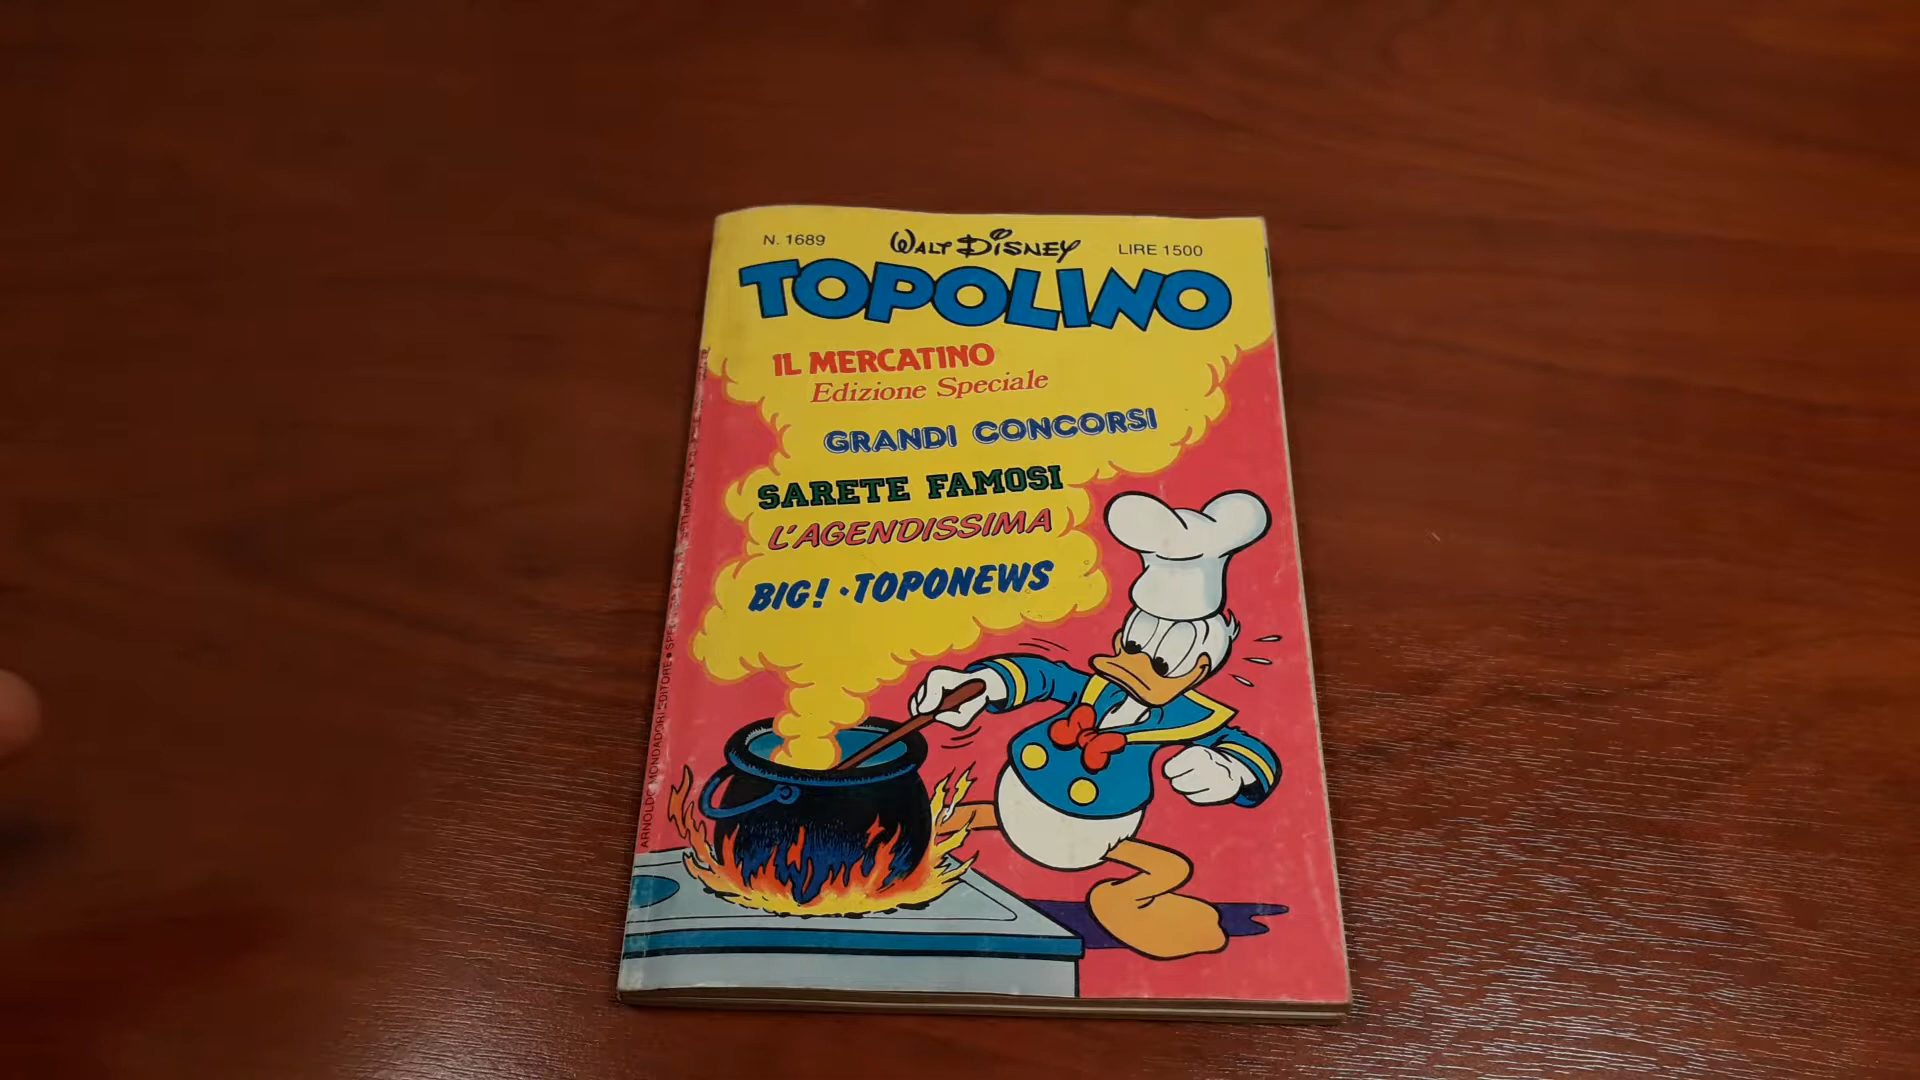 N. 1689
WALT DISNEY
LIRE 1500
TOPOLINO
IL MERCATINO
Edizione Speciale
GRANDI CONCORSI
SARETE FAMOSI
L'AGENDISSIMA
BIG! • TOPONEWS
ARNOLDO MONDADORI EDITORE •